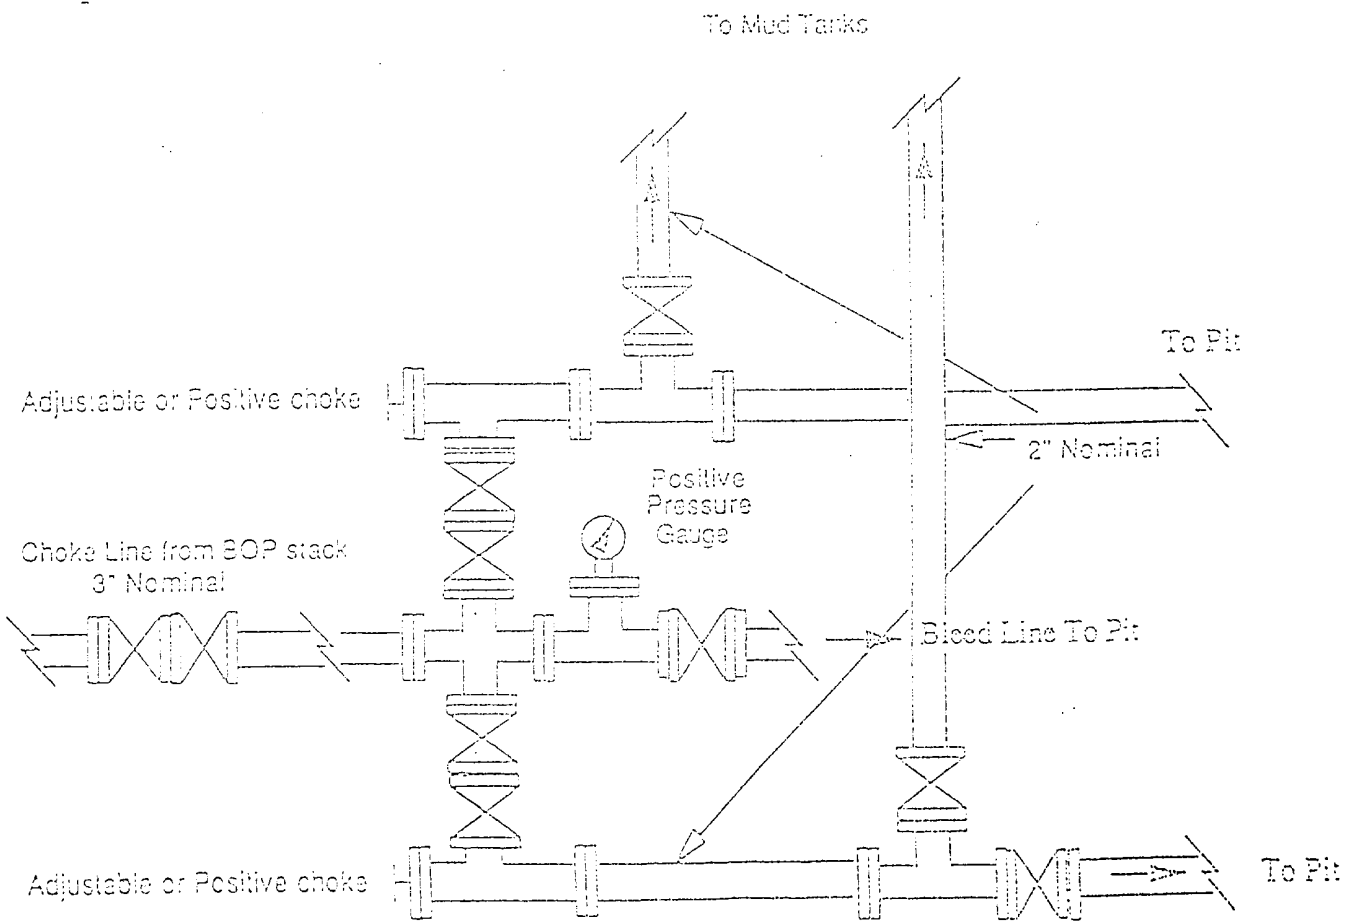 To Mud Tanks
To Pit
Adjustable or Positive choke
2" Nominal
Positive
Pressure
Gauge
Choke Line from BOP stack
3" Nominal
Bleed Line To Pit
Adjustable or Positive choke
To Pit